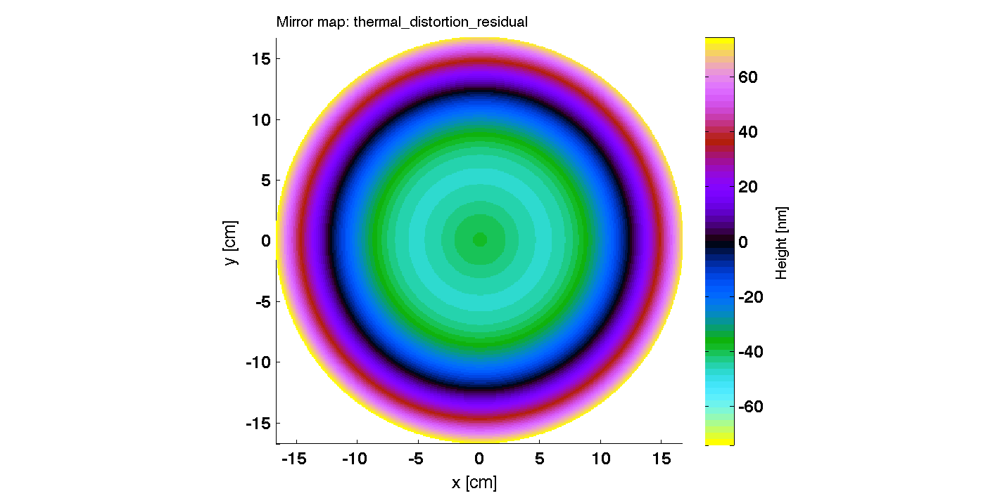 Mirror map: thermal_distortion_residual
15
10
5
0
-5
-10
-15
y [cm]
-15 -10 -5 0 5 10 15
x [cm]
60
40
20
0
-20
-40
-60
Height [nm]